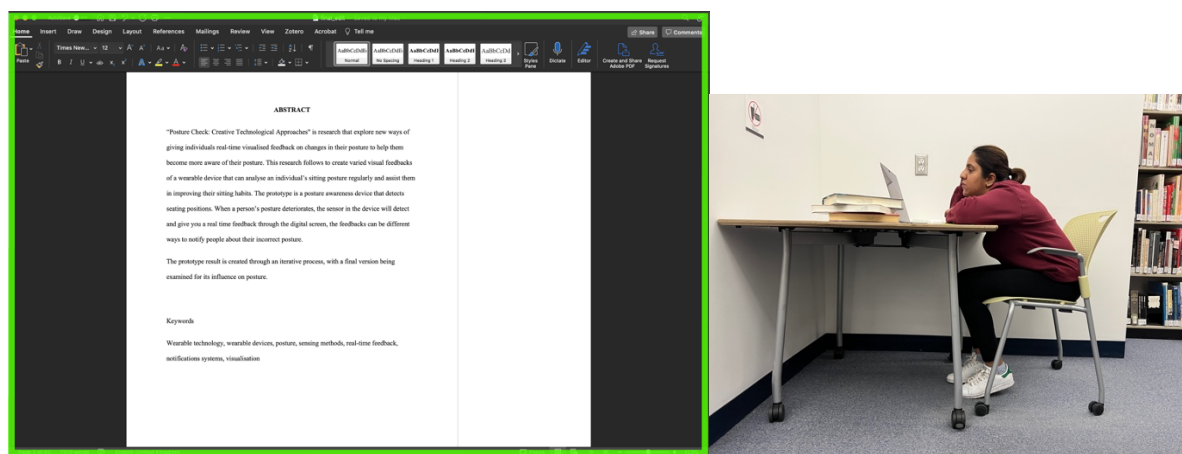 Home Insert Draw Design Layout References Mailings Review View Zotero Acrobat Tell me Share Comments
Times New... 12
Paste
AaBbCcDdEe AaBbCcDdEe AaBbCcDd AaBbCcDdEe AaBbCcDd
Normal No Spacing Heading 1 Heading 2 Heading 3
Styles Pane Dictate Editor Create and Share Adobe PDF Request Signatures
ABSTRACT
“Posture Check: Creative Technological Approaches” is research that explore new ways of
giving individuals real-time visualised feedback on changes in their posture to help them
become more aware of their posture. This research follows to create varied visual feedbacks
of a wearable device that can analyse an individual’s sitting posture regularly and assist them
in improving their sitting habits. The prototype is a posture awareness device that detects
seating positions. When a person’s posture deteriorates, the sensor in the device will detect
and give you a real time feedback through the digital screen, the feedbacks can be different
ways to notify people about their incorrect posture.
The prototype result is created through an iterative process, with a final version being
examined for its influence on posture.
Keywords
Wearable technology, wearable devices, posture, sensing methods, real-time feedback,
notifications systems, visualisation